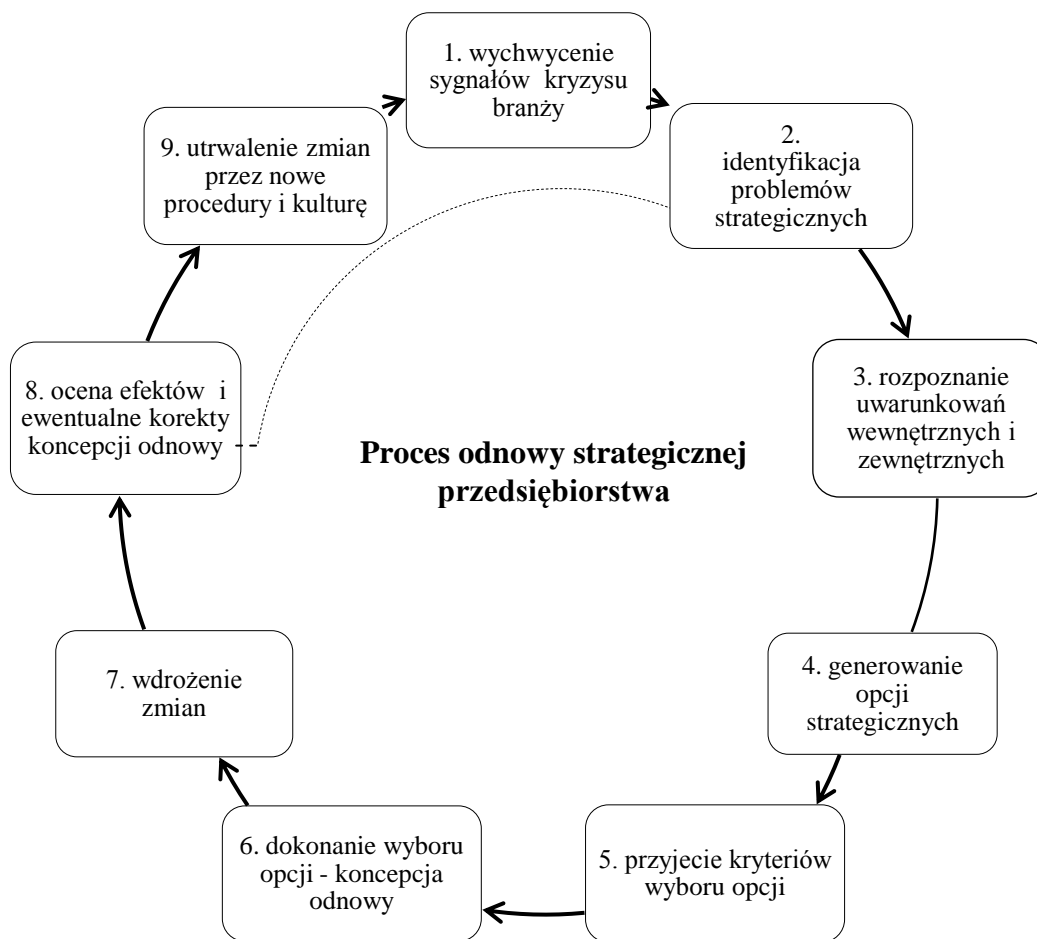 1. wychwycenie
sygnałów kryzysu
branży
2.
identyfikacja
problemów
strategicznych
3. rozpoznanie
uwarunkowań
wewnętrznych i
zewnętrznych
4. generowanie
opcji
strategicznych
5. przyjecie kryteriów
wyboru opcji
6. dokonanie wyboru
opcji - koncepcja
odnowy
7. wdrożenie
zmian
8. ocena efektów i
ewentualne korekty
koncepcji odnowy
9. utrwalenie zmian
przez nowe
procedury i kulturę
Proces odnowy strategicznej
przedsiębiorstwa